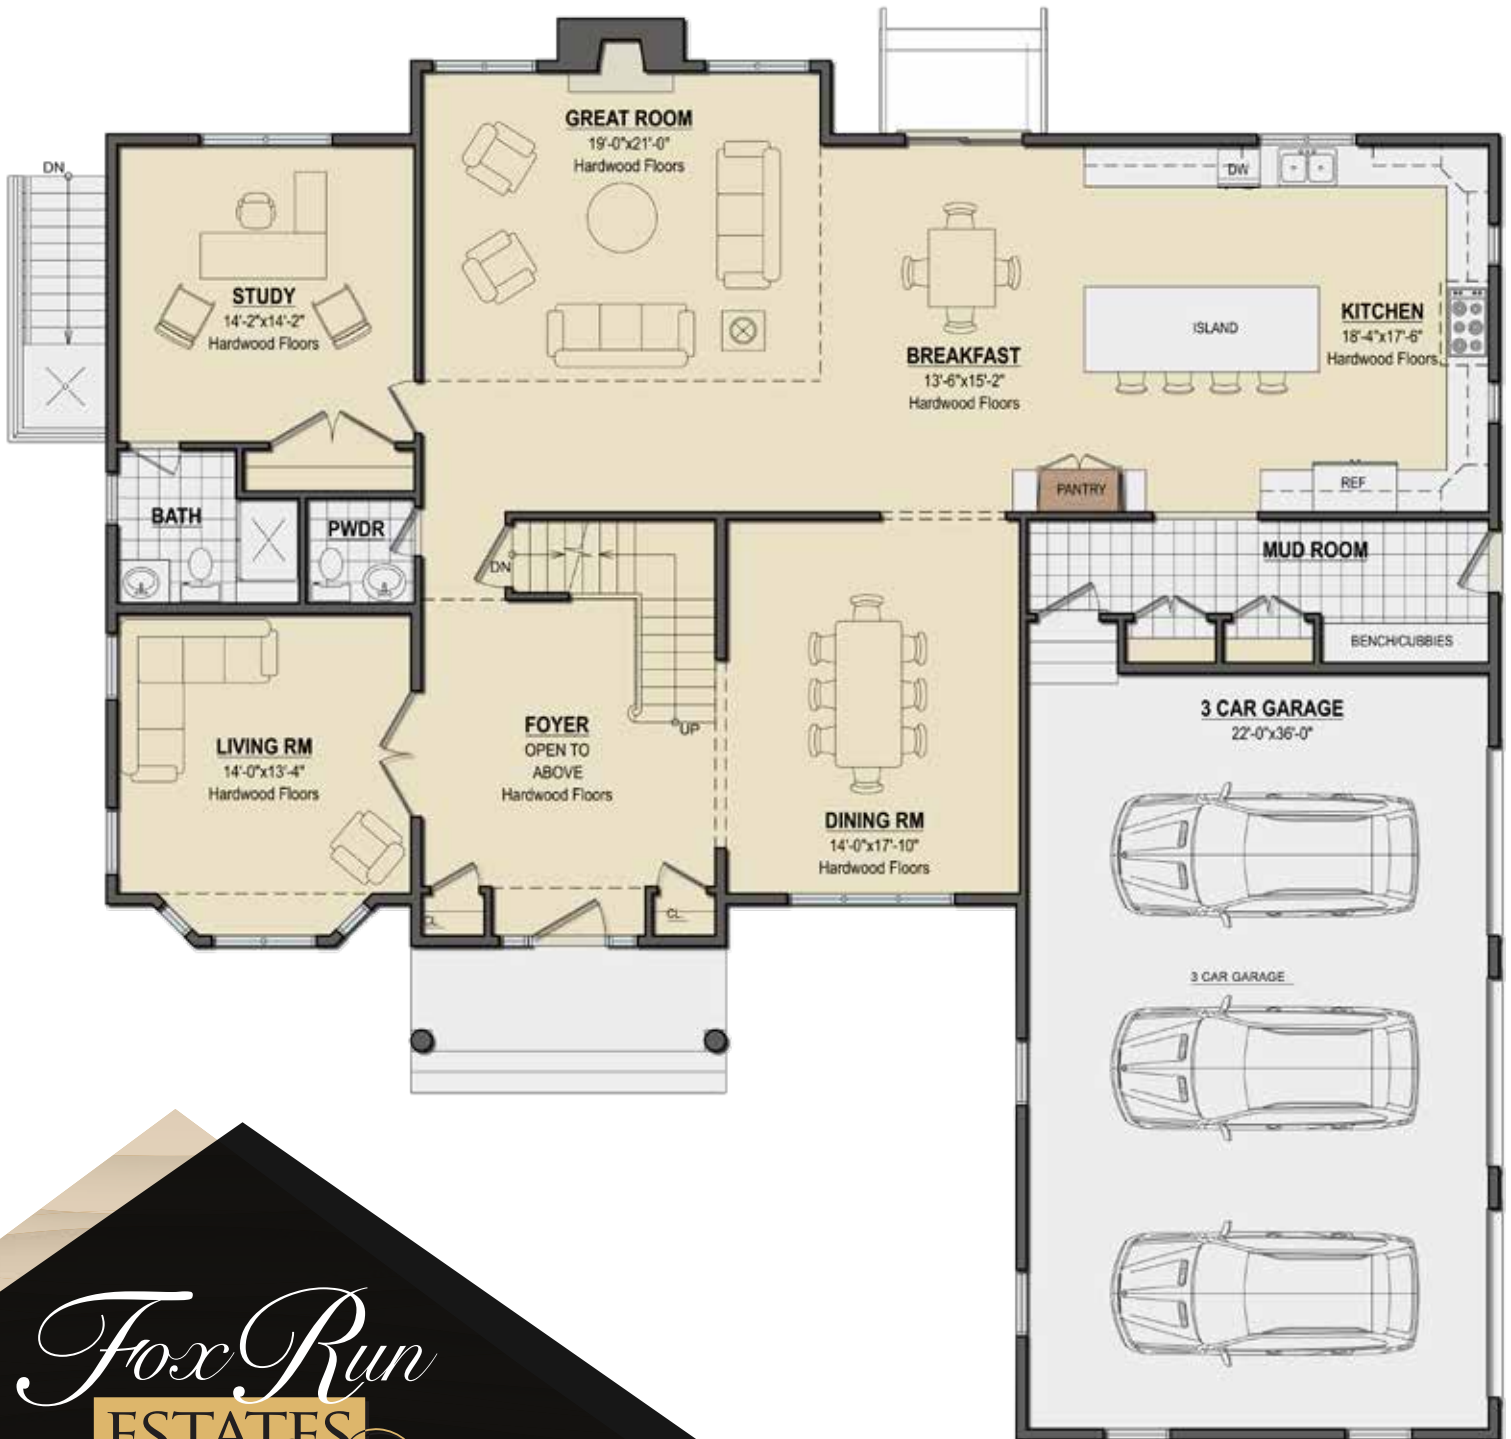 GREAT ROOM
19'-0"x21'-0"
Hardwood Floors
DN
DW
STUDY
14'-2"x14'-2"
Hardwood Floors
ISLAND
KITCHEN
18'-4"x17'-6"
Hardwood Floors
BREAKFAST
13'-6"x15'-2"
Hardwood Floors
PANTRY
REF
BATH
PWDR
DN
MUD ROOM
BENCH/CUBBIES
FOYER
OPEN TO
ABOVE
Hardwood Floors
UP
LIVING RM
14'-0"x13'-4"
Hardwood Floors
3 CAR GARAGE
22'-0"x36'-0"
DINING RM
14'-0"x17'-10"
Hardwood Floors
CL.
CL.
3 CAR GARAGE
Fox Run
ESTATES